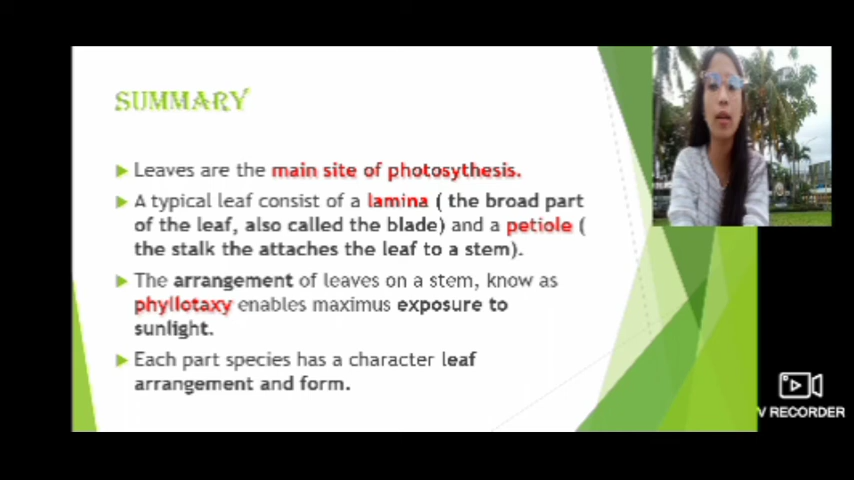 SUMMARY
Leaves are the main site of photosythesis.
A typical leaf consist of a lamina ( the broad part
of the leaf, also called the blade) and a petiole (
the stalk the attaches the leaf to a stem).
The arrangement of leaves on a stem, know as
phyllotaxy enables maximus exposure to
sunlight.
Each part species has a character leaf
arrangement and form.
V RECORDER